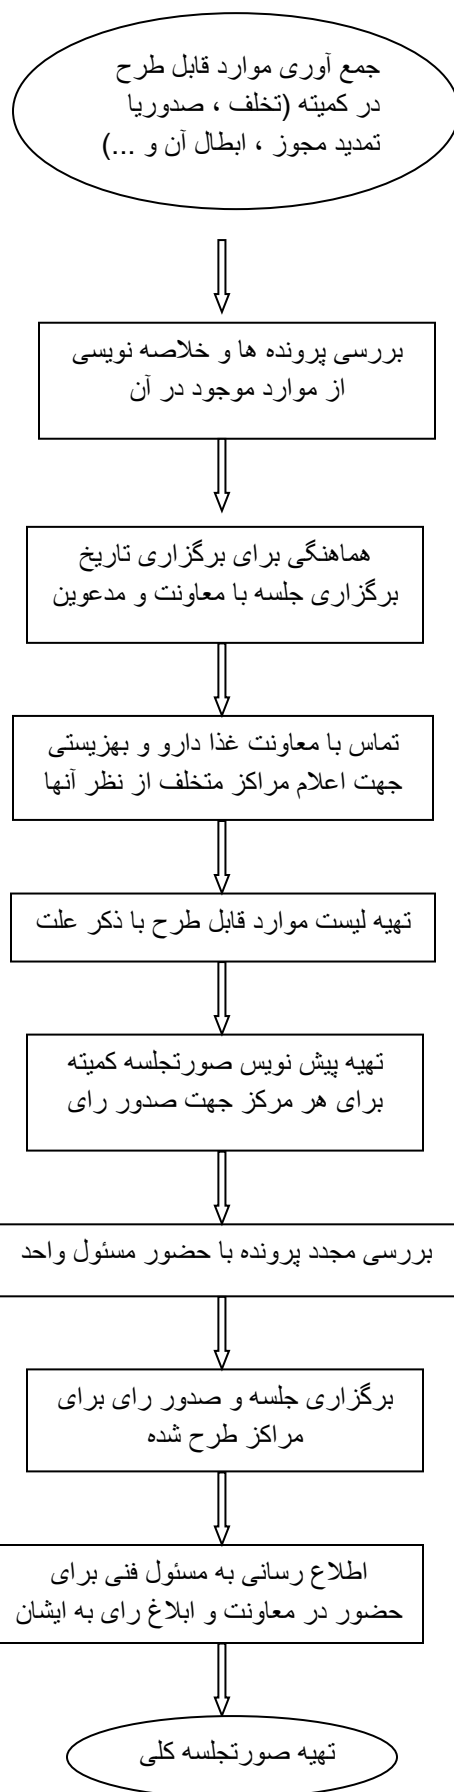 جمع آوری موارد قابل طرح
در کمیته (تخلف ، صدوریا
تمدید مجوز ، ابطال آن و ...)
بررسی پرونده ها و خلاصه نویسی
از موارد موجود در آن
هماهنگی برای برگزاری تاریخ
برگزاری جلسه با معاونت و مدعوین
تماس با معاونت غذا دارو و بهزیستی
جهت اعلام مراکز متخلف از نظر آنها
تهیه لیست موارد قابل طرح با ذکر علت
تهیه پیش نویس صورتجلسه کمیته
برای هر مرکز جهت صدور رای
بررسی مجدد پرونده با حضور مسئول واحد
برگزاری جلسه و صدور رای برای
مراکز طرح شده
اطلاع رسانی به مسئول فنی برای
حضور در معاونت و ابلاغ رای به ایشان
تهیه صورتجلسه کلی